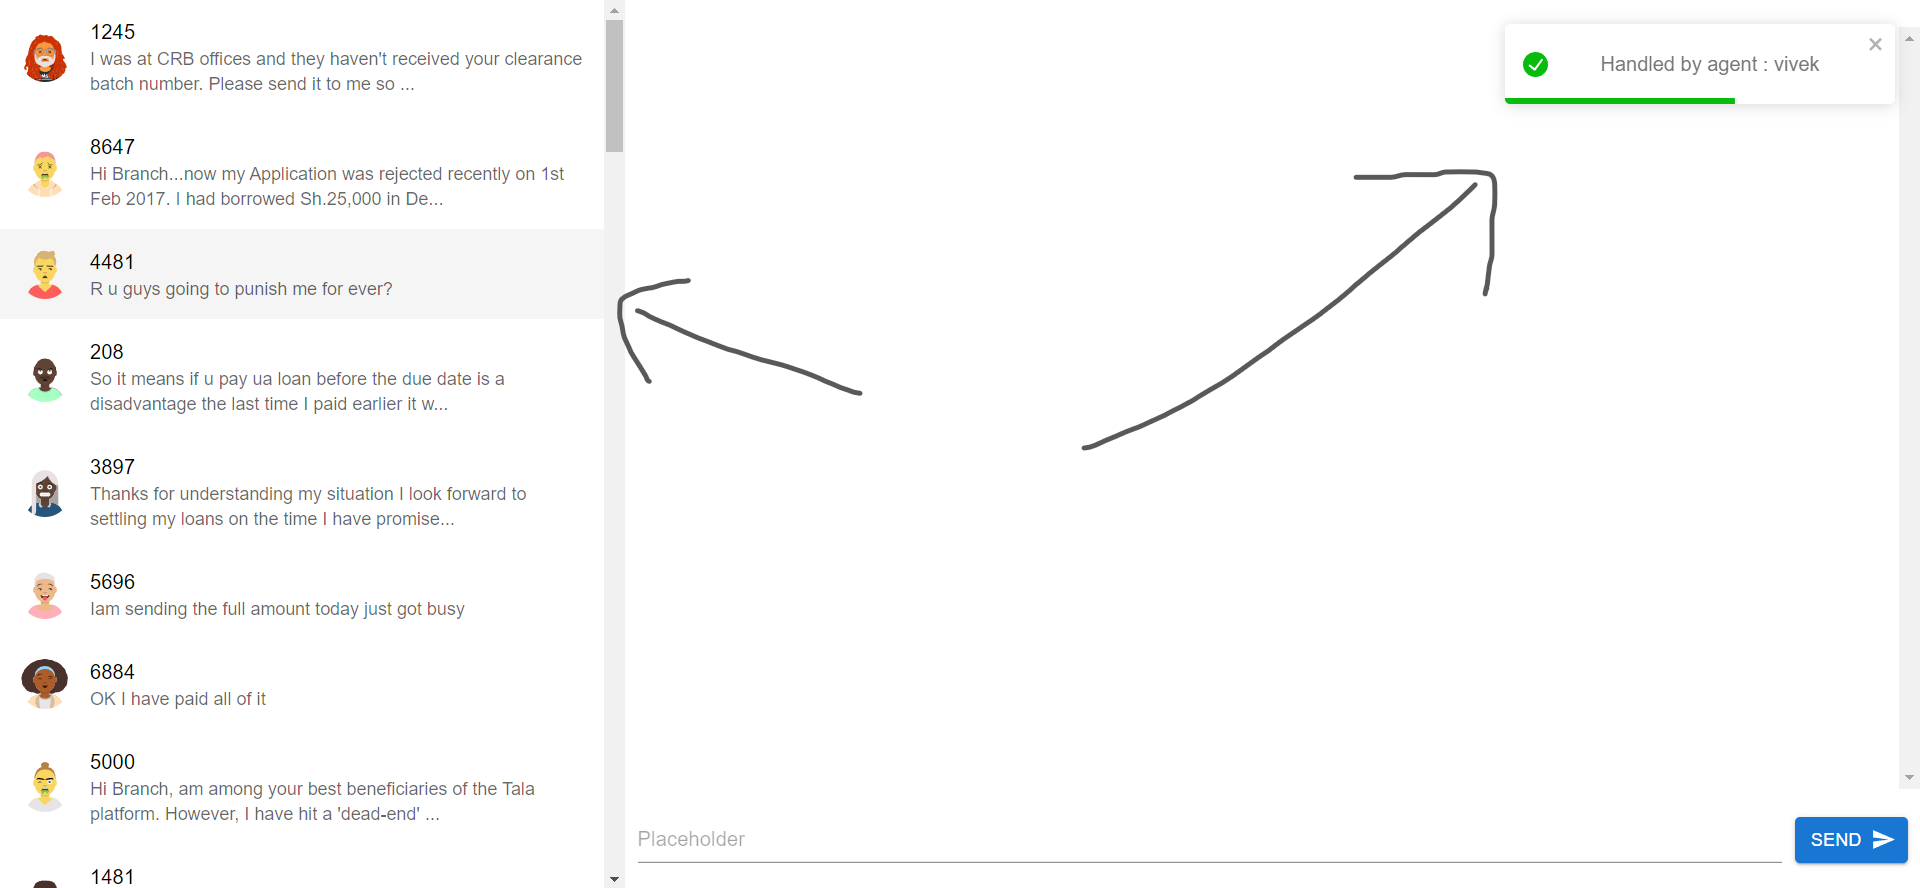 1245
I was at CRB offices and they haven't received your clearance
batch number. Please send it to me so ...
8647
Hi Branch...now my Application was rejected recently on 1st
Feb 2017. I had borrowed Sh.25,000 in De...
4481
R u guys going to punish me for ever?
208
So it means if u pay ua loan before the due date is a
disadvantage the last time I paid earlier it w...
3897
Thanks for understanding my situation I look forward to
settling my loans on the time I have promise...
5696
Iam sending the full amount today just got busy
6884
OK I have paid all of it
5000
Hi Branch, am among your best beneficiaries of the Tala
platform. However, I have hit a 'dead-end' ...
1481
Handled by agent : vivek
Placeholder
SEND